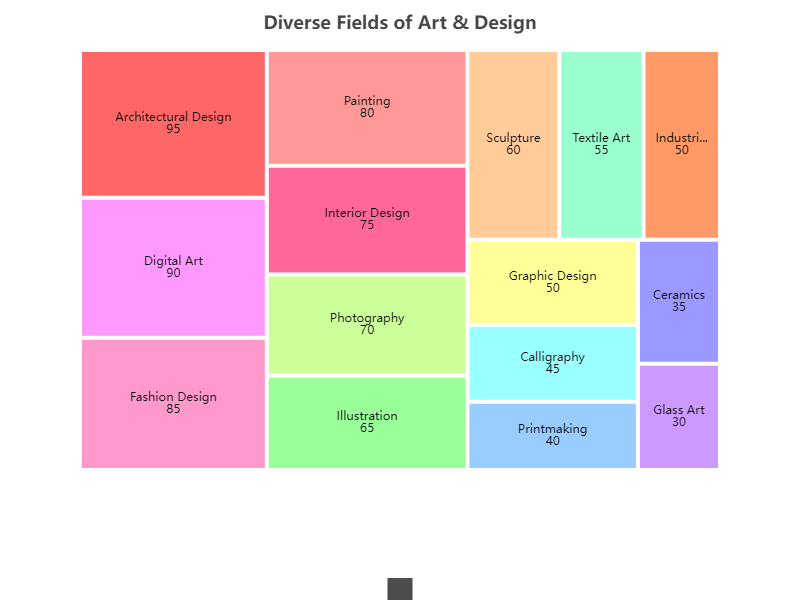 Diverse Fields of Art & Design
Architectural Design
95
Digital Art
90
Fashion Design
85
Painting
80
Interior Design
75
Photography
70
Illustration
65
Sculpture
60
Textile Art
55
Industri...
50
Graphic Design
50
Calligraphy
45
Printmaking
40
Ceramics
35
Glass Art
30